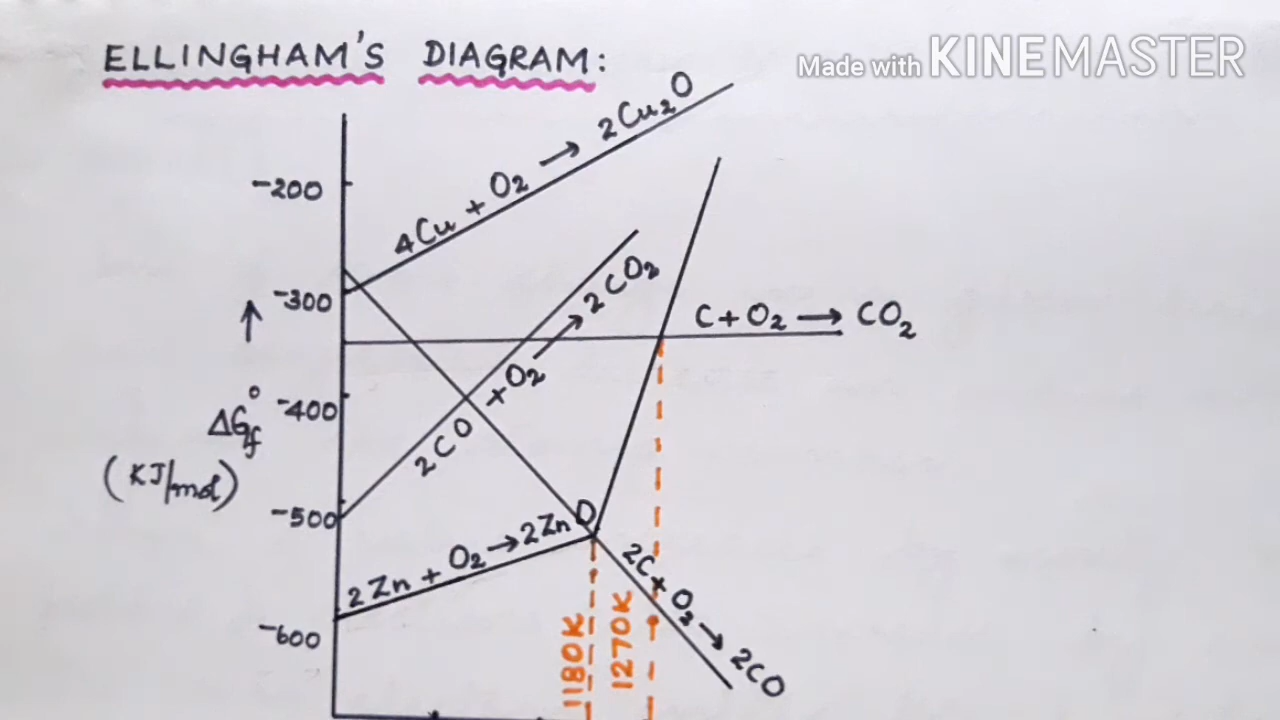 ELLINGHAM'S DIAGRAM:
Made with KINEMASTER
4Cu + O₂ → 2Cu₂O
-200
2CO + O₂ → 2CO₂
-300
C + O₂ → CO₂
-400
ΔG°f
(KJ/mol)
-500
2Zn + O₂ → 2ZnO
2C + O₂ → 2CO
-600
1180K
1270K